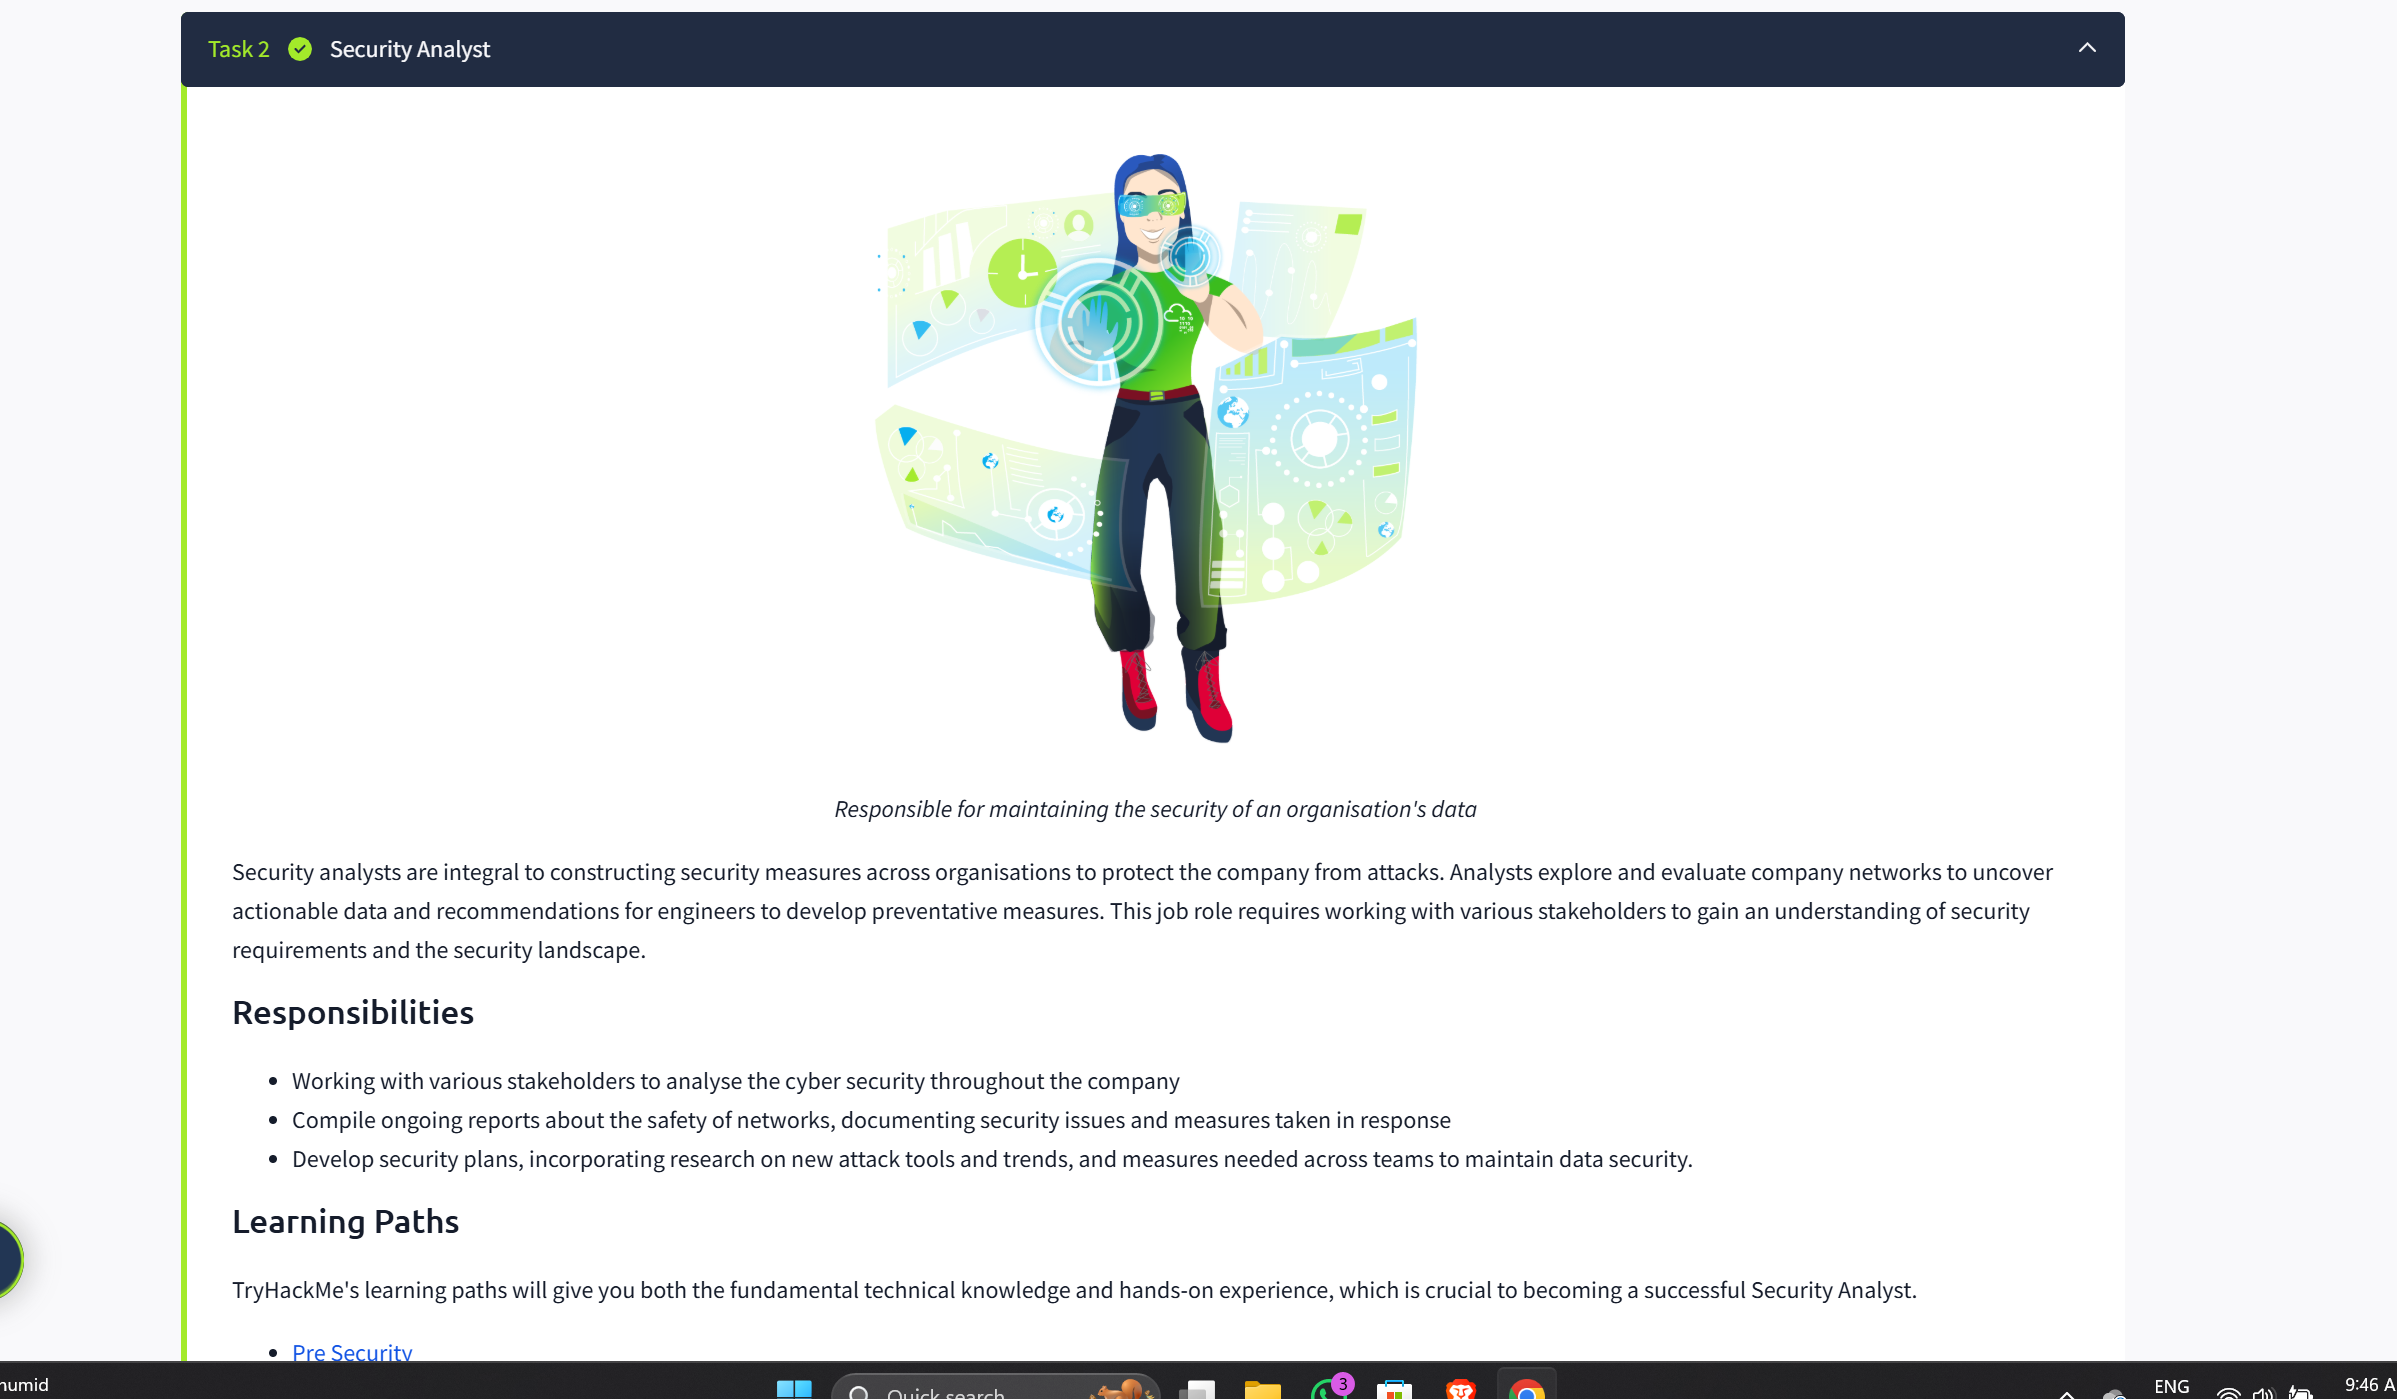 Task 2 Security Analyst
Responsible for maintaining the security of an organisation's data
Security analysts are integral to constructing security measures across organisations to protect the company from attacks. Analysts explore and evaluate company networks to uncover
actionable data and recommendations for engineers to develop preventative measures. This job role requires working with various stakeholders to gain an understanding of security
requirements and the security landscape.
Responsibilities
• Working with various stakeholders to analyse the cyber security throughout the company
• Compile ongoing reports about the safety of networks, documenting security issues and measures taken in response
• Develop security plans, incorporating research on new attack tools and trends, and measures needed across teams to maintain data security.
Learning Paths
TryHackMe's learning paths will give you both the fundamental technical knowledge and hands-on experience, which is crucial to becoming a successful Security Analyst.
• Pre Security
humid Quick search 3 ENG 9:46 A